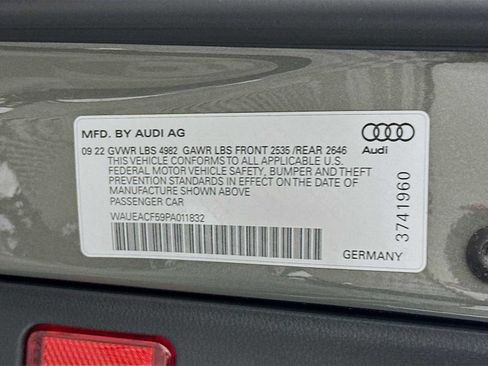 MFD. BY AUDI AG
09 22 GVWR LBS 4982 GAWR LBS FRONT 2535 /REAR 2646
THIS VEHICLE CONFORMS TO ALL APPLICABLE U.S.
FEDERAL MOTOR VEHICLE SAFETY, BUMPER AND THEFT
PREVENTION STANDARDS IN EFFECT ON THE DATE OF
MANUFACTURE SHOWN ABOVE
PASSENGER CAR
WAUEACF59PA011832
Audi
3741960
GERMANY